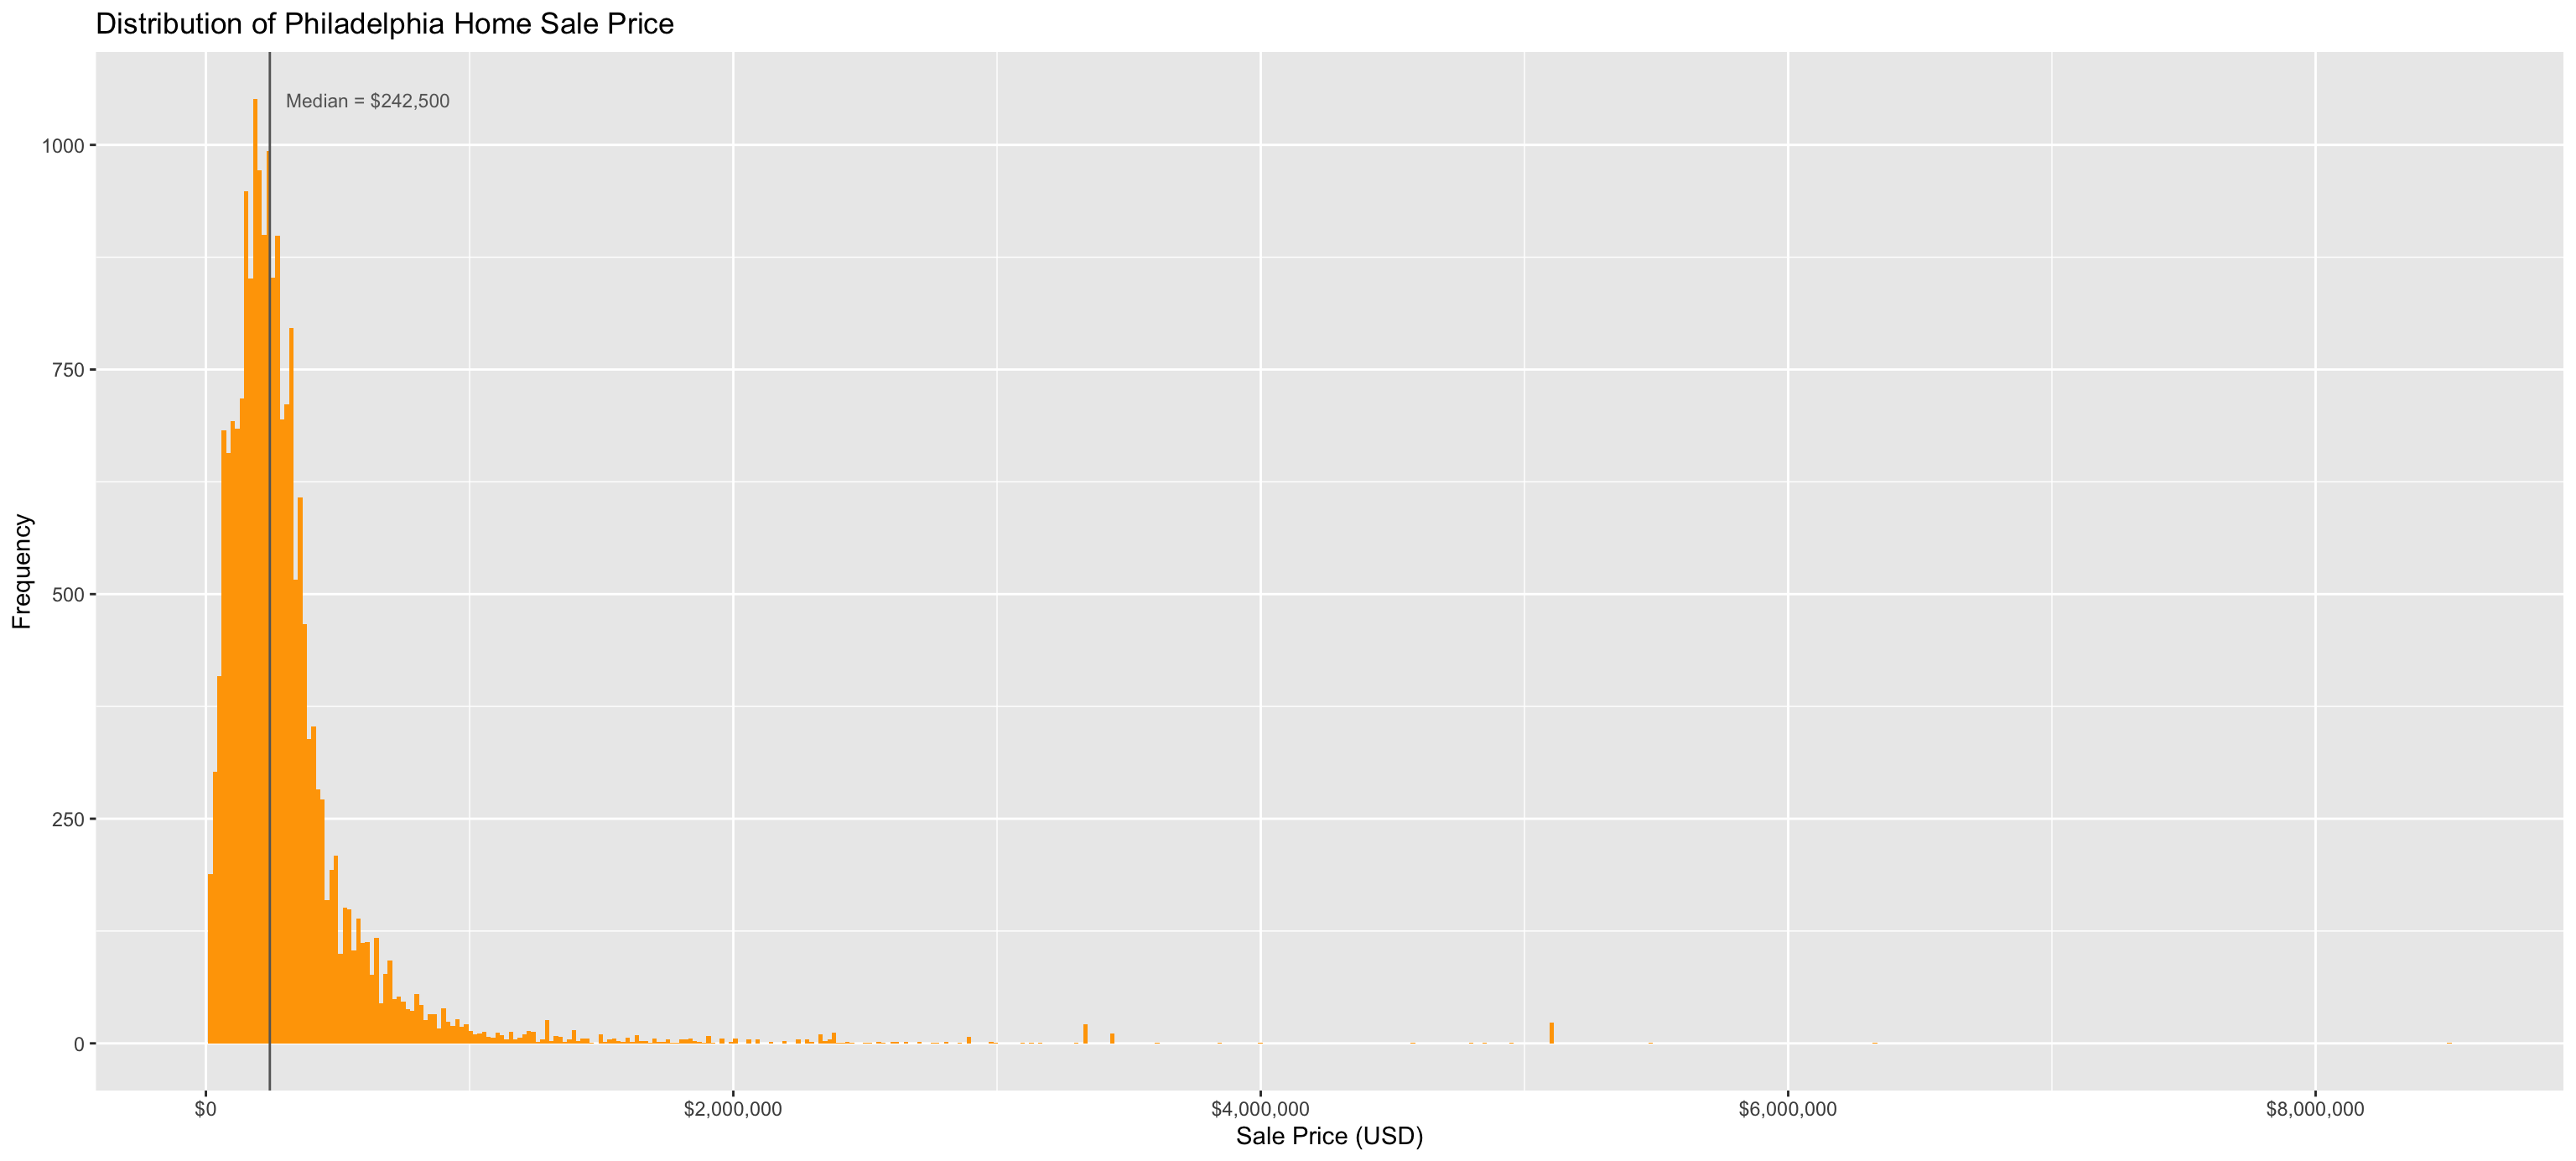 Distribution of Philadelphia Home Sale Price
Median = $242,500
1000
750
500
250
0
Frequency
$0
$2,000,000
$4,000,000
$6,000,000
$8,000,000
Sale Price (USD)